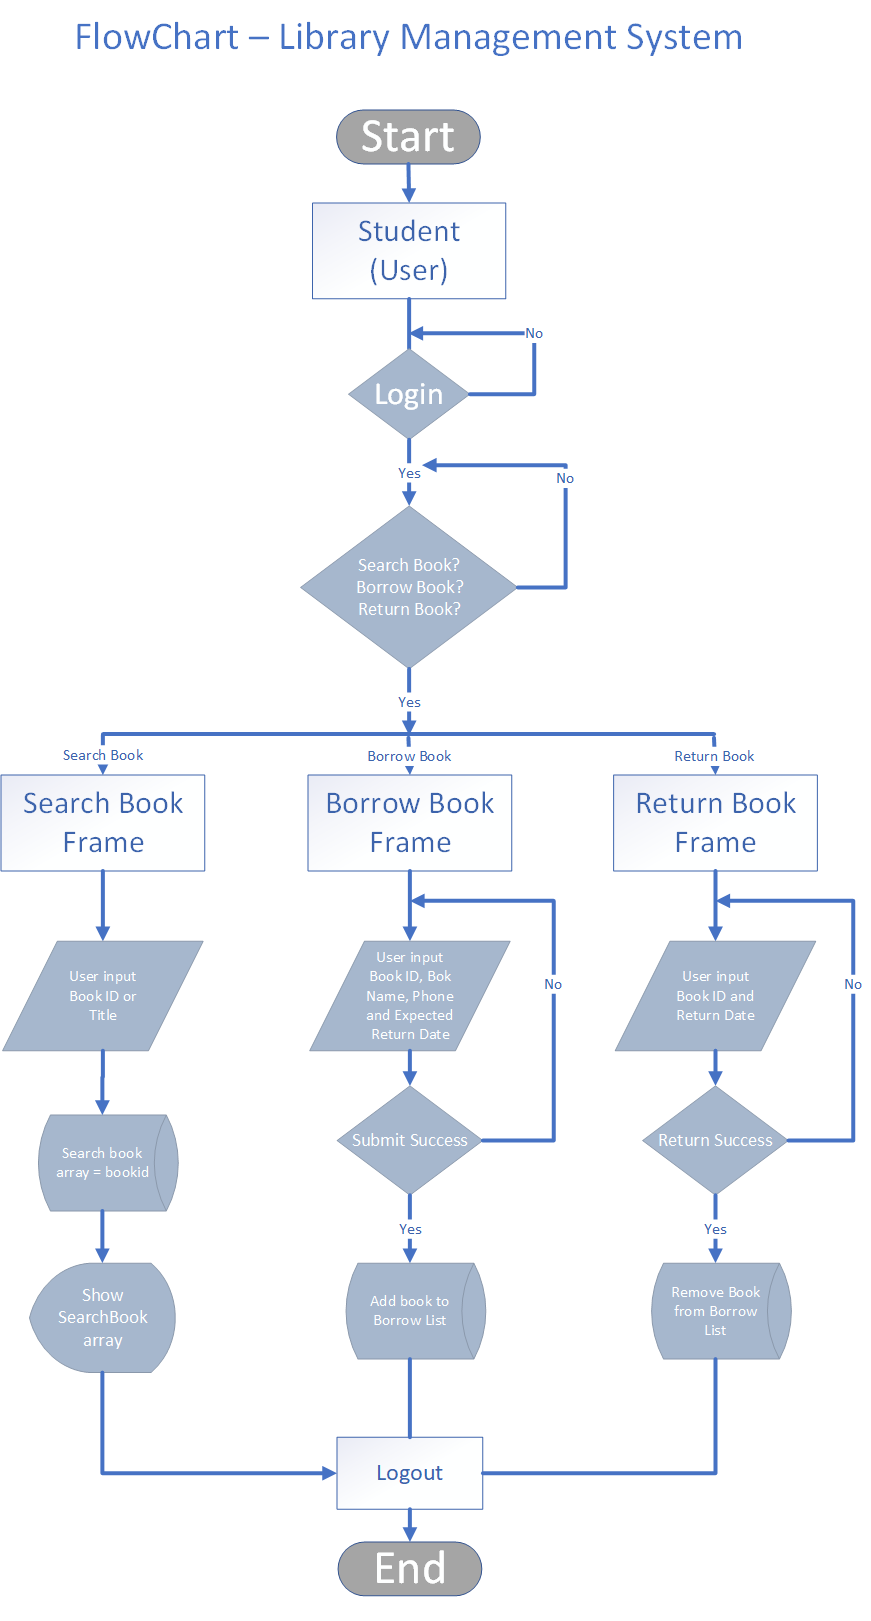 FlowChart – Library Management System
Start
Student
(User)
No
Login
Yes
No
Search Book?
Borrow Book?
Return Book?
Yes
Search Book
Borrow Book
Return Book
Search Book
Frame
Borrow Book
Frame
Return Book
Frame
User input
Book ID or
Title
User input
Book ID, Bok
Name, Phone
and Expected
Return Date
No
User input
Book ID and
Return Date
No
Search book
array = bookid
Submit Success
Return Success
Yes
Yes
Show
SearchBook
array
Add book to
Borrow List
Remove Book
from Borrow
List
Logout
End